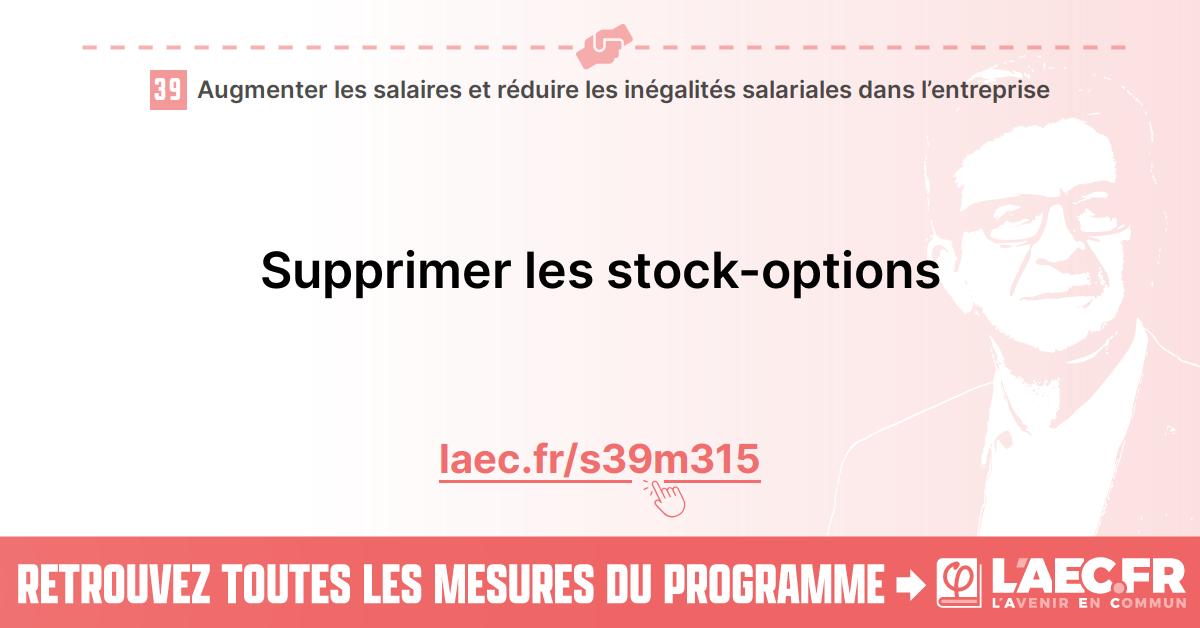 39 Augmenter les salaires et réduire les inégalités salariales dans l’entreprise
Supprimer les stock-options
laec.fr/s39m315
RETROUVEZ TOUTES LES MESURES DU PROGRAMME
L'AEC.FR
L'AVENIR EN COMMUN